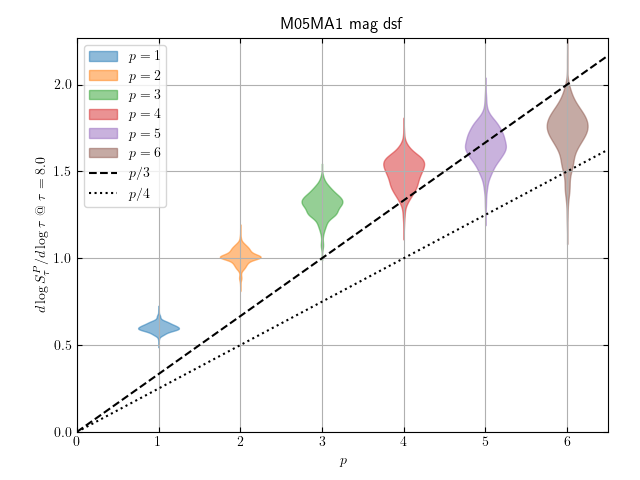 M05MA1 mag dsf
p = 1
p = 2
p = 3
p = 4
p = 5
p = 6
p/3
p/4
d log S_τ^P / d log τ @ τ = 8.0
2.0
1.5
1.0
0.5
0.0
0 1 2 3 4 5 6
p